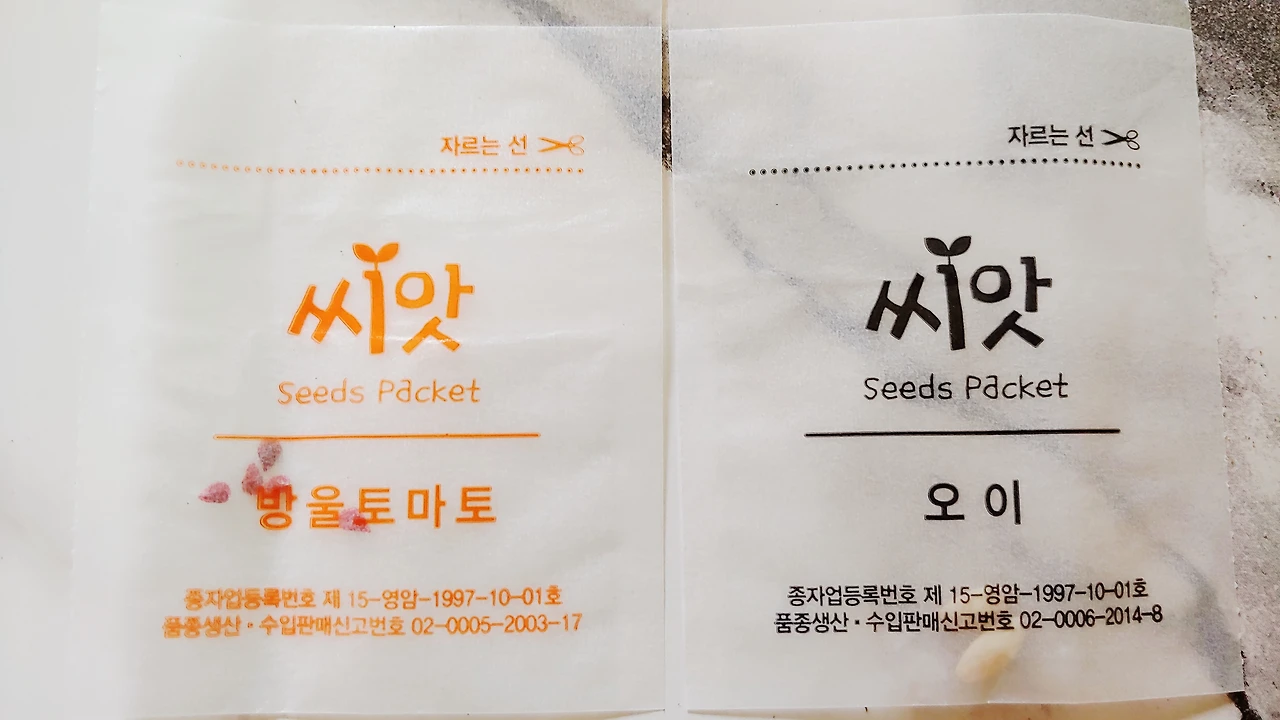 자르는 선
씨앗
Seeds Packet
방울토마토
종자업등록번호 제 15-영암-1997-10-01호
품종생산·수입판매신고번호 02-0005-2003-17
자르는 선
씨앗
Seeds Packet
오이
종자업등록번호 제 15-영암-1997-10-01호
품종생산·수입판매신고번호 02-0006-2014-8